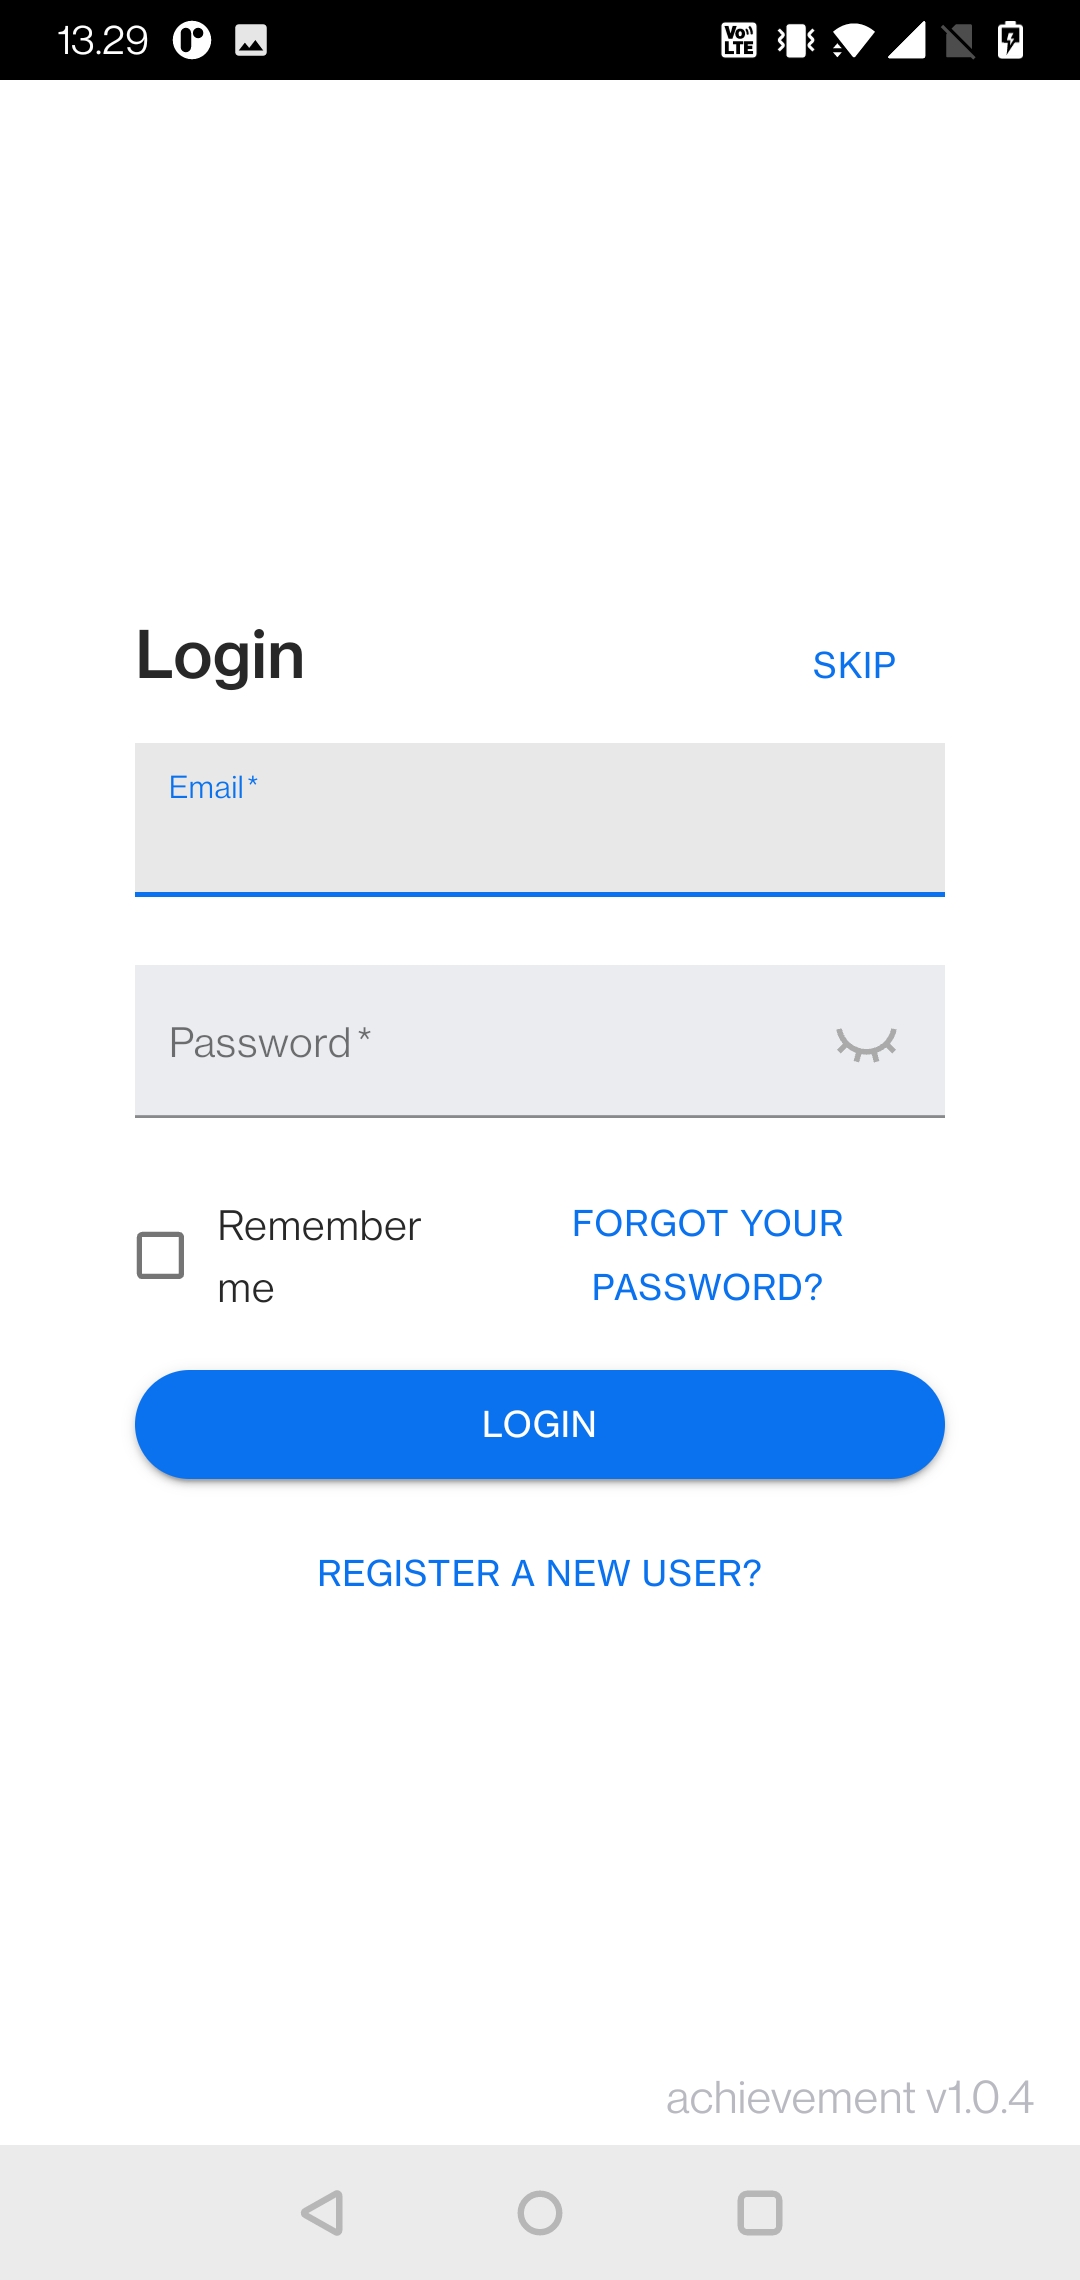 13.29
Vo LTE
Login
SKIP
Email*
Password*
Remember
me
FORGOT YOUR
PASSWORD?
LOGIN
REGISTER A NEW USER?
achievement v1.0.4